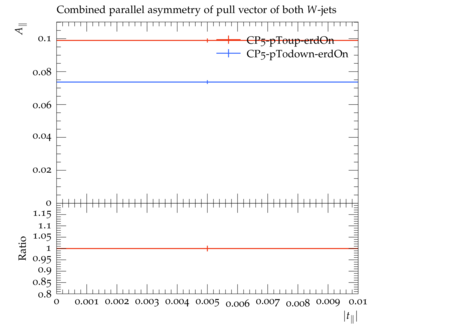 Combined parallel asymmetry of pull vector of both W-jets
A∥
0.1
0.08
0.06
0.04
0.02
0
CP5-pT0up-erdOn
CP5-pT0down-erdOn
Ratio
1.15
1.1
1.05
1
0.95
0.9
0.85
0.8
0 0.001 0.002 0.003 0.004 0.005 0.006 0.007 0.008 0.009 0.01
|t∥|